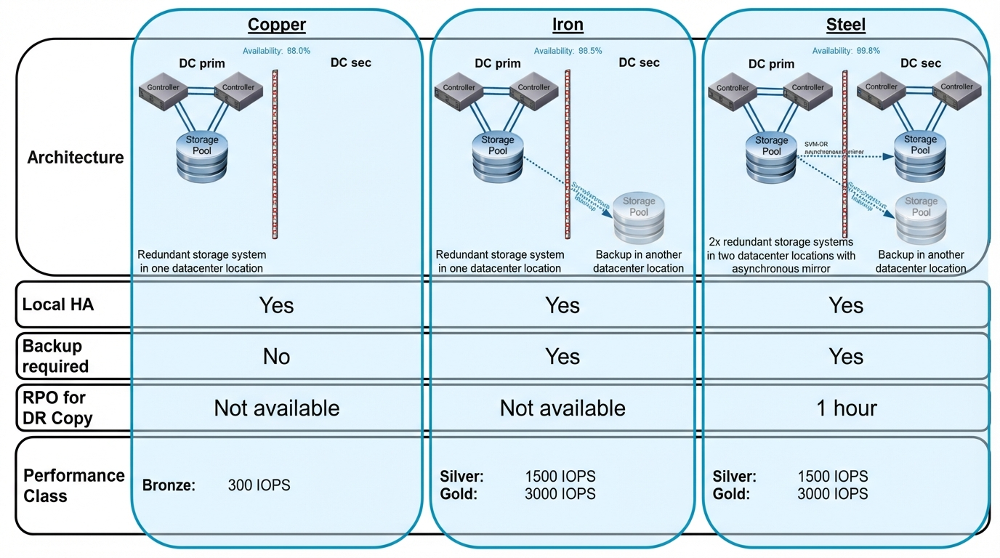 Copper
Iron
Steel
Architecture
Availability: 98.0%
DC prim
DC sec
Gontroller
Controller
Storage
Pool
Redundant storage system
in one datacenter location
Availability: 98.5%
DC prim
DC sec
Controller
Controller
Storage
Pool
Storage
Pool
Redundant storage system
in one datacenter location
Backup in another
datacenter location
Availability: 99.8%
DC prim
DC sec
Controller
Controller
Controller
Controller
Storage
Pool
SVM-OR
Storage
Pool
Storage
Pool
2x redundant storage systems
in two datacenter locations with
asynchronous mirror
Backup in another
datacenter location
Local HA
Yes
Yes
Yes
Backup
required
No
Yes
Yes
RPO for
DR Copy
Not available
Not available
1 hour
Performance
Class
Bronze: 300 IOPS
Silver: 1500 IOPS
Gold: 3000 IOPS
Silver: 1500 IOPS
Gold: 3000 IOPS